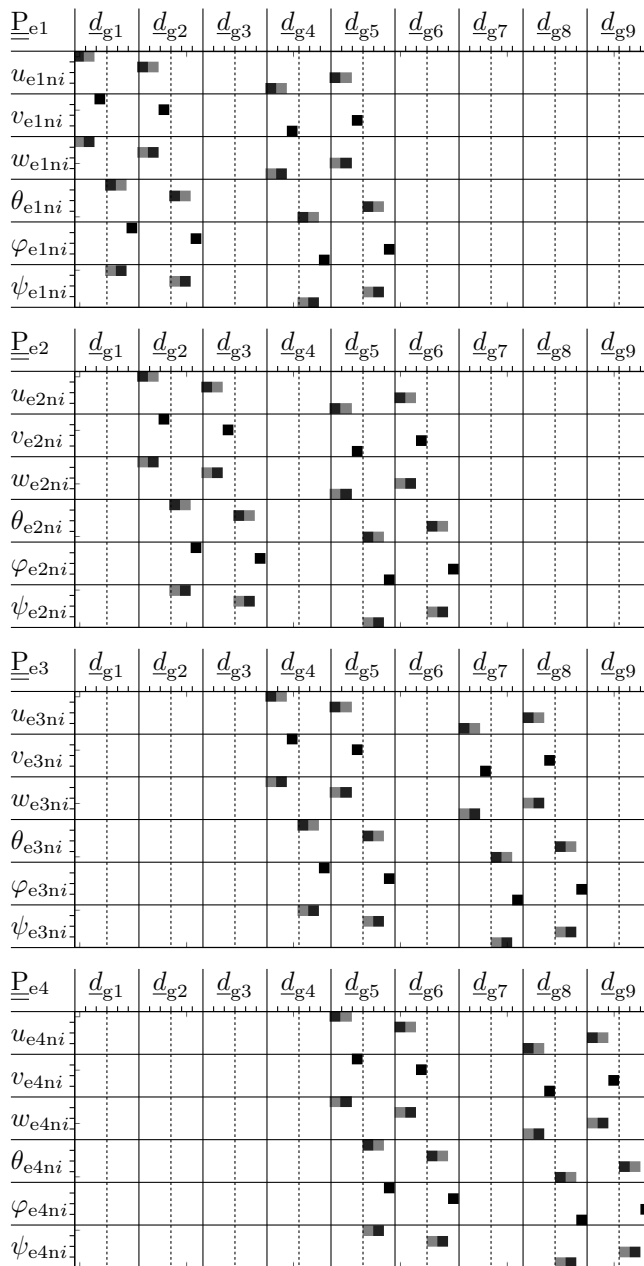 P_e1 d_g1 d_g2 d_g3 d_g4 d_g5 d_g6 d_g7 d_g8 d_g9
u_e1ni
v_e1ni
w_e1ni
θ_e1ni
φ_e1ni
ψ_e1ni
P_e2 d_g1 d_g2 d_g3 d_g4 d_g5 d_g6 d_g7 d_g8 d_g9
u_e2ni
v_e2ni
w_e2ni
θ_e2ni
φ_e2ni
ψ_e2ni
P_e3 d_g1 d_g2 d_g3 d_g4 d_g5 d_g6 d_g7 d_g8 d_g9
u_e3ni
v_e3ni
w_e3ni
θ_e3ni
φ_e3ni
ψ_e3ni
P_e4 d_g1 d_g2 d_g3 d_g4 d_g5 d_g6 d_g7 d_g8 d_g9
u_e4ni
v_e4ni
w_e4ni
θ_e4ni
φ_e4ni
ψ_e4ni